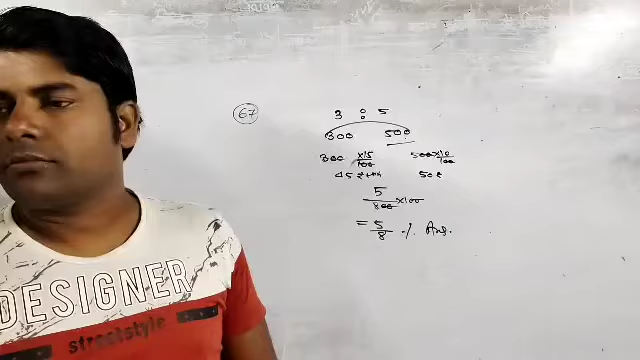 67
3 : 5
300 500
300 ×15/100 500×10/100
45 50₹
5/800 ×100
= 5/8 % Ans.
DESIGNER
streetstyle